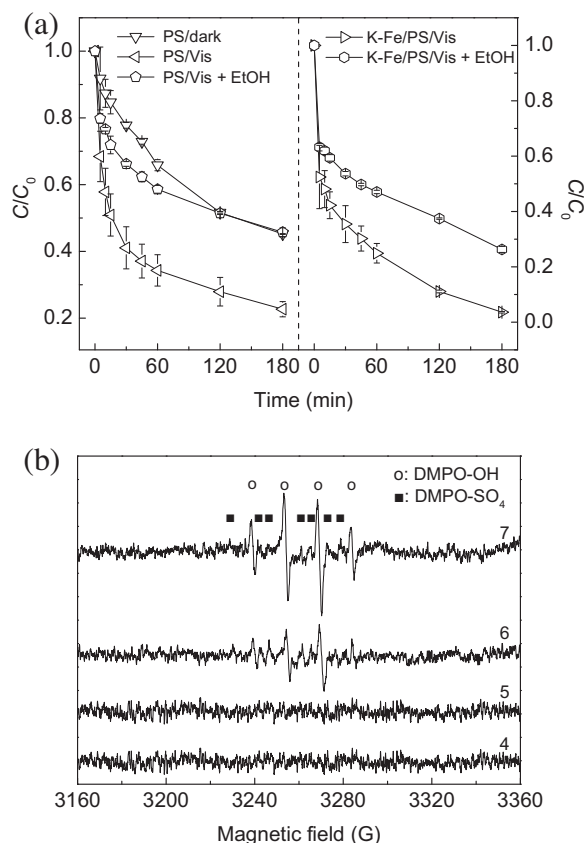 (a)
PS/dark
PS/Vis
PS/Vis + EtOH
K-Fe/PS/Vis
K-Fe/PS/Vis + EtOH
C/C0
1.0
0.8
0.6
0.4
0.2
1.0
0.8
0.6
0.4
0.2
0.0
C/C0
0 60 120 180 0 60 120 180
Time (min)
(b)
o: DMPO-OH
■: DMPO-SO4
o o o o
7
6
5
4
3160 3200 3240 3280 3320 3360
Magnetic field (G)